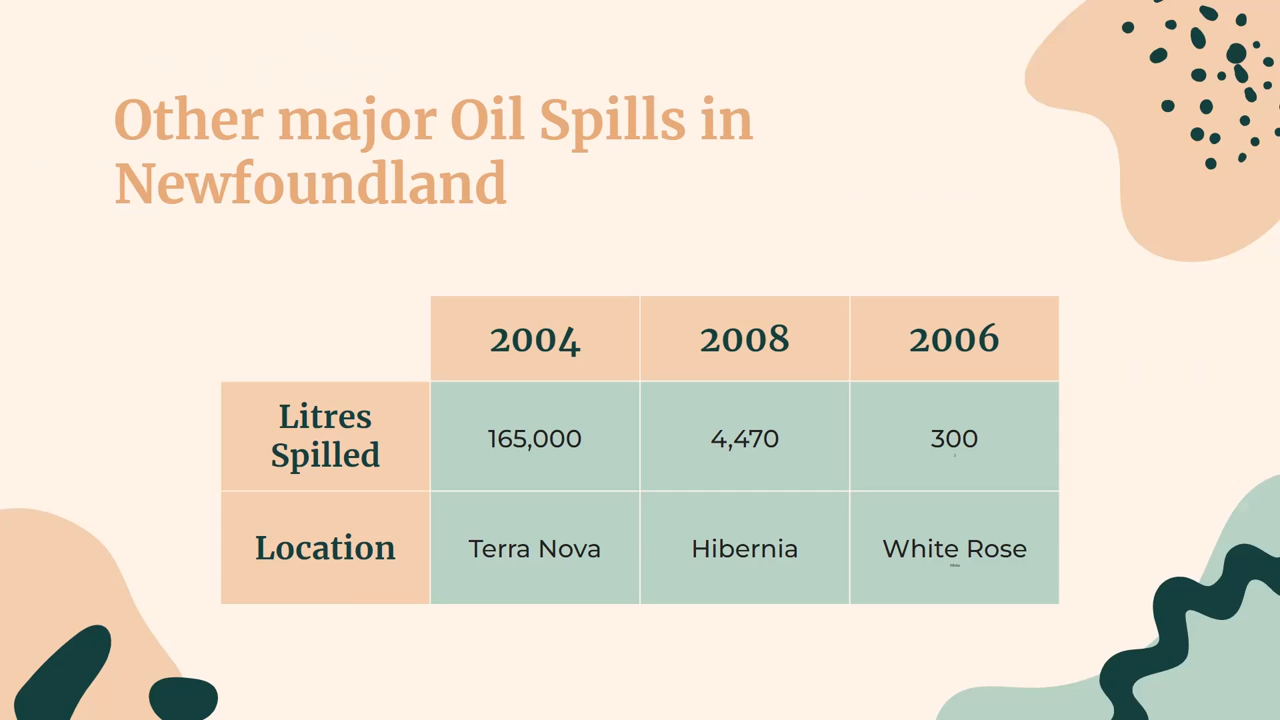 Other major Oil Spills in
Newfoundland
2004 2008 2006
Litres
Spilled
165,000 4,470 300
Location Terra Nova Hibernia White Rose